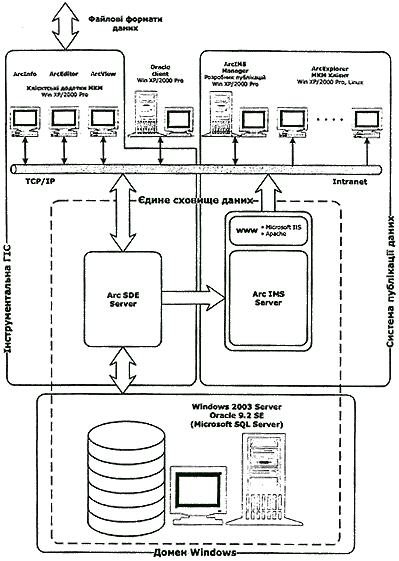 Файлові формати
даних
ArcInfo ArcEditor ArcView
Клієнтські додатки МКМ
Win XP/2000 Pro
Oracle
client
Win XP/2000 Pro
ArcIMS
Manager
Розробник публікацій
Win XP/2000 Pro
ArcExplorer
МКМ Клієнт
Win XP/2000 Pro, Linux
TCP/IP
Intranet
Єдине сховище даних
www
• Microsoft IIS
• Apache
Arc SDE
Server
Arc IMS
Server
Інструментальна ГІС
Система публікації даних
Windows 2003 Server
Oracle 9.2 SE
(Microsoft SQL Server)
Домен Windows